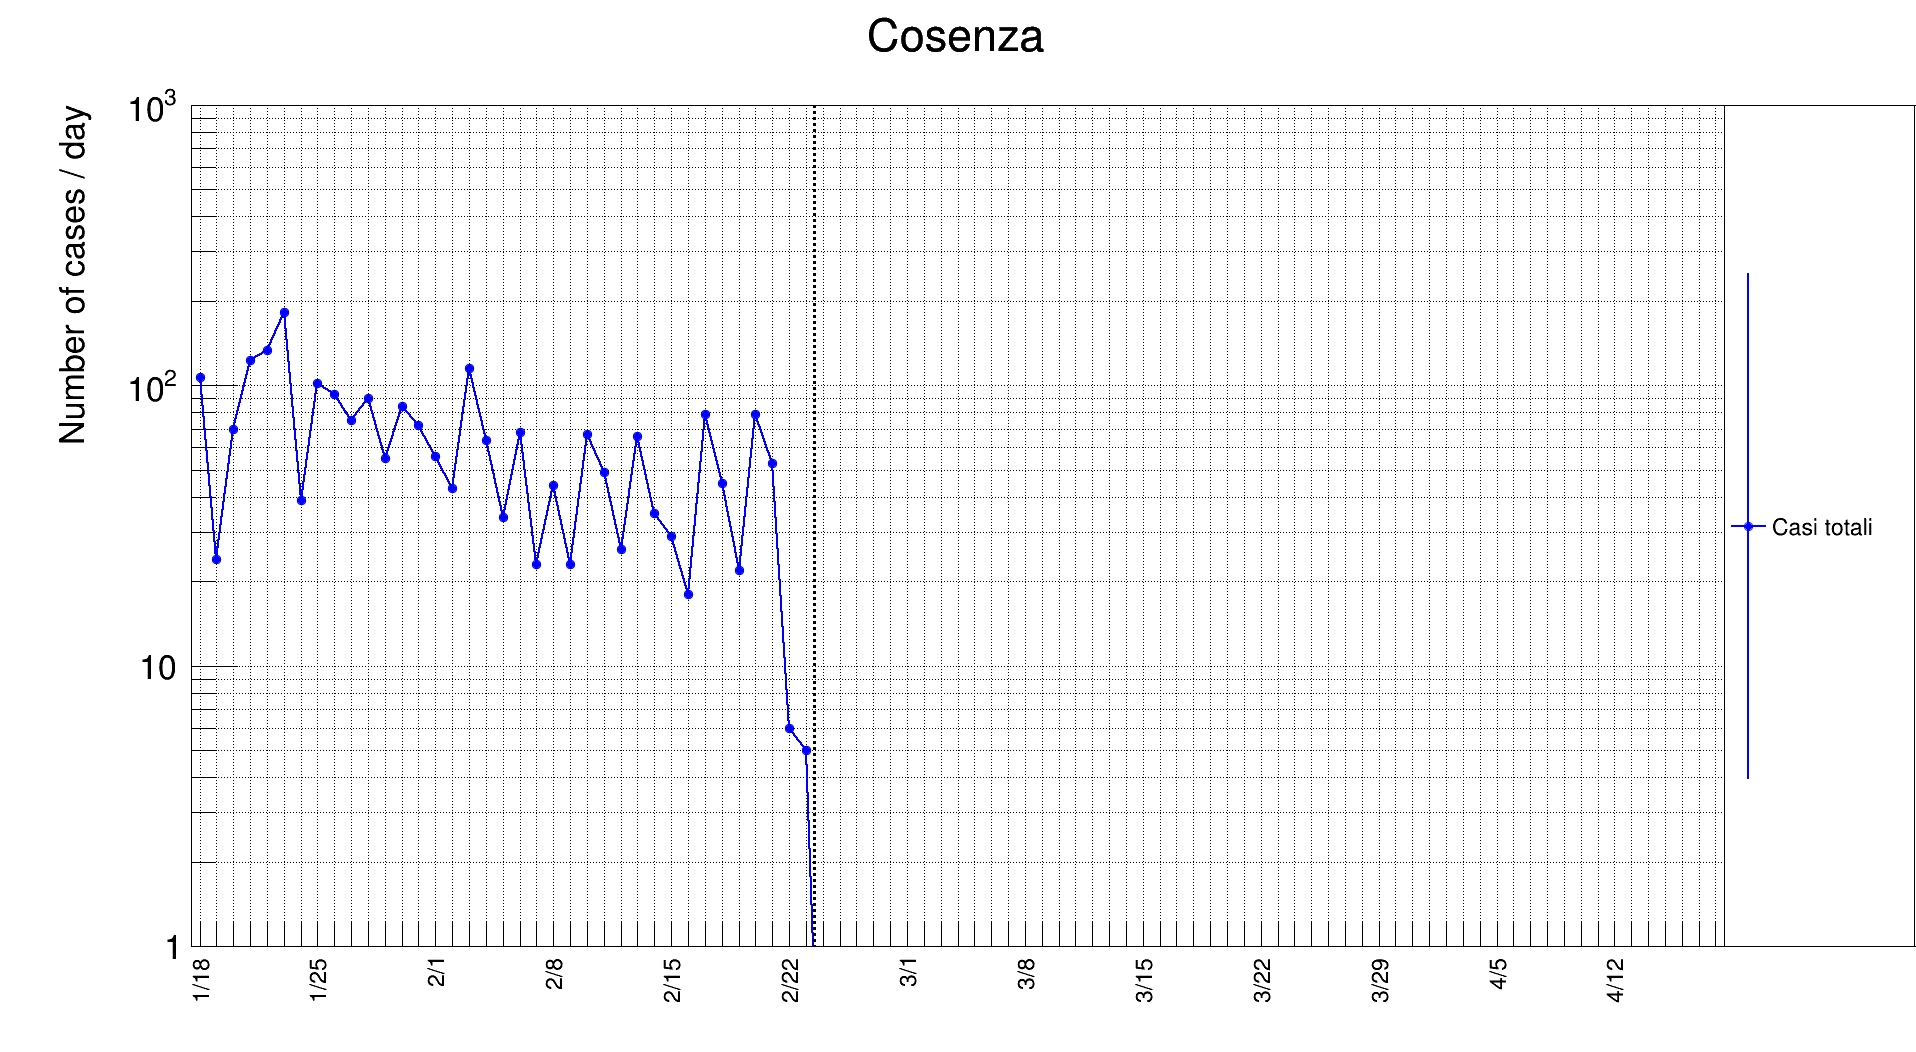 Cosenza
Number of cases / day
10³
10²
10
1
1/18 1/25 2/1 2/8 2/15 2/22 3/1 3/8 3/15 3/22 3/29 4/5 4/12
Casi totali